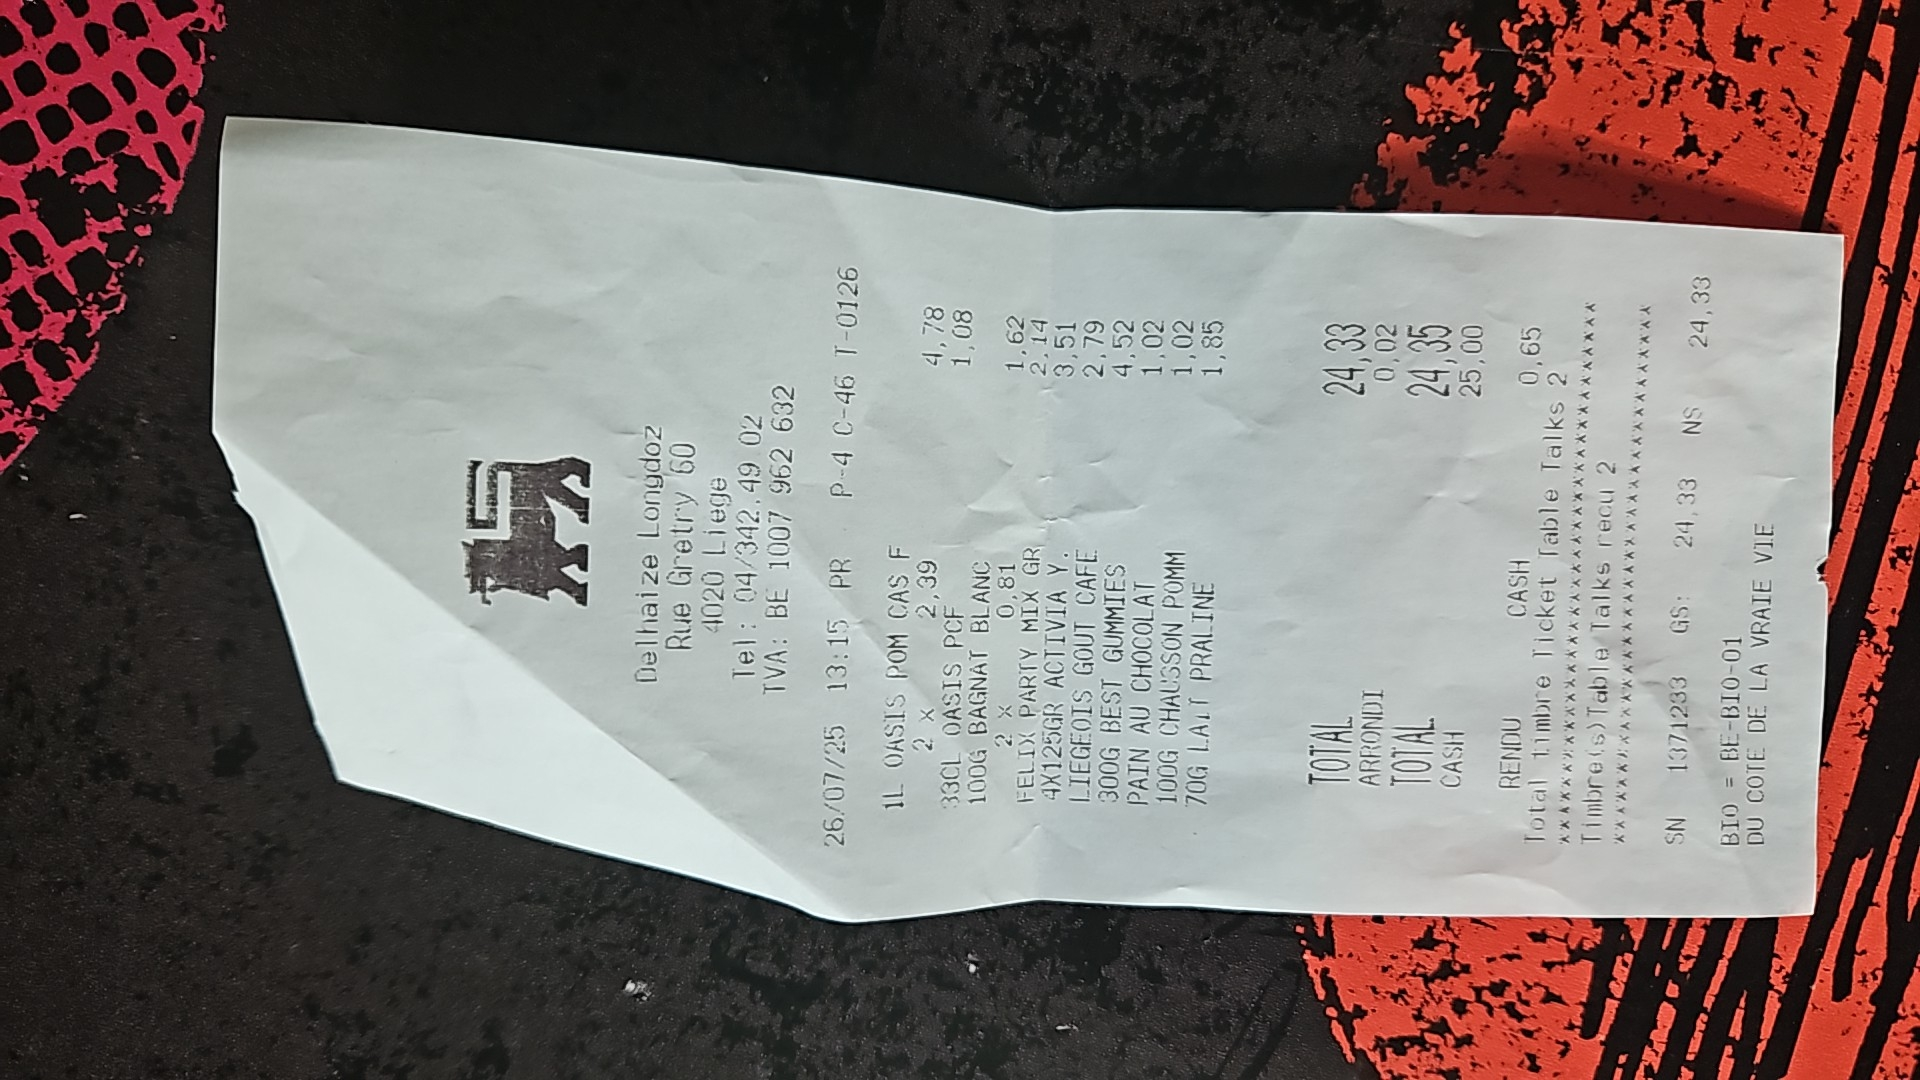 Delhaize Longdoz
Rue Gretry 60
4020 Liege
Tel: 04/342.49 02
TVA: BE 1007 962 632
26/07/25 13:15 PR P-4 C-46 T-0126
1L OASIS POM CAS F
2 x 2,39 4,78
33CL OASIS PCF 1,08
100G BAGNAT BLANC
2 x 0,81 1,62
FELIX PARTY MIX GR 2,14
4X125GR ACTIVIA Y. 3,51
LIEGEOIS GOUT CAFE 2,79
300G BEST GUMMIES 4,52
PAIN AU CHOCOLAT 1,02
100G CHAUSSON POMM 1,02
70G LAIT PRALINE 1,85
TOTAL 24,33
ARRONDI 0,02
TOTAL 24,35
CASH 25,00
RENDU CASH 0,65
Total timbre Ticket Table Talks 2
****************************************
Timbre(s)Table Talks recu 2
****************************************
SN 1371233 GS: 24,33 NS 24,33
BIO = BE-BIO-01
DU COTE DE LA VRAIE VIE